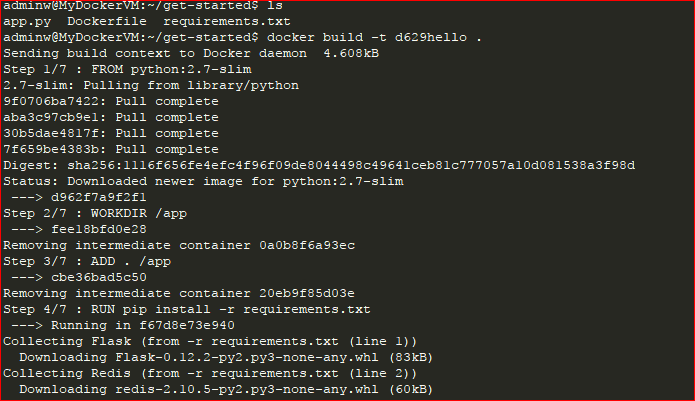 adminw@MyDockerVM:~/get-started$ ls
app.py  Dockerfile  requirements.txt
adminw@MyDockerVM:~/get-started$ docker build -t d629hello .
Sending build context to Docker daemon  4.608kB
Step 1/7 : FROM python:2.7-slim
2.7-slim: Pulling from library/python
9f0706ba7422: Pull complete
aba3c97cb9e1: Pull complete
30b5dae4817f: Pull complete
7f659be4383b: Pull complete
Digest: sha256:1116f656fe4efc4f96f09de8044498c49641ceb81c777057a10d081538a3f98d
Status: Downloaded newer image for python:2.7-slim
 ---> d962f7a9f2f1
Step 2/7 : WORKDIR /app
 ---> fee18bfd0e28
Removing intermediate container 0a0b8f6a93ec
Step 3/7 : ADD . /app
 ---> cbe36bad5c50
Removing intermediate container 20eb9f85d03e
Step 4/7 : RUN pip install -r requirements.txt
 ---> Running in f67d8e73e940
Collecting Flask (from -r requirements.txt (line 1))
  Downloading Flask-0.12.2-py2.py3-none-any.whl (83kB)
Collecting Redis (from -r requirements.txt (line 2))
  Downloading redis-2.10.5-py2.py3-none-any.whl (60kB)